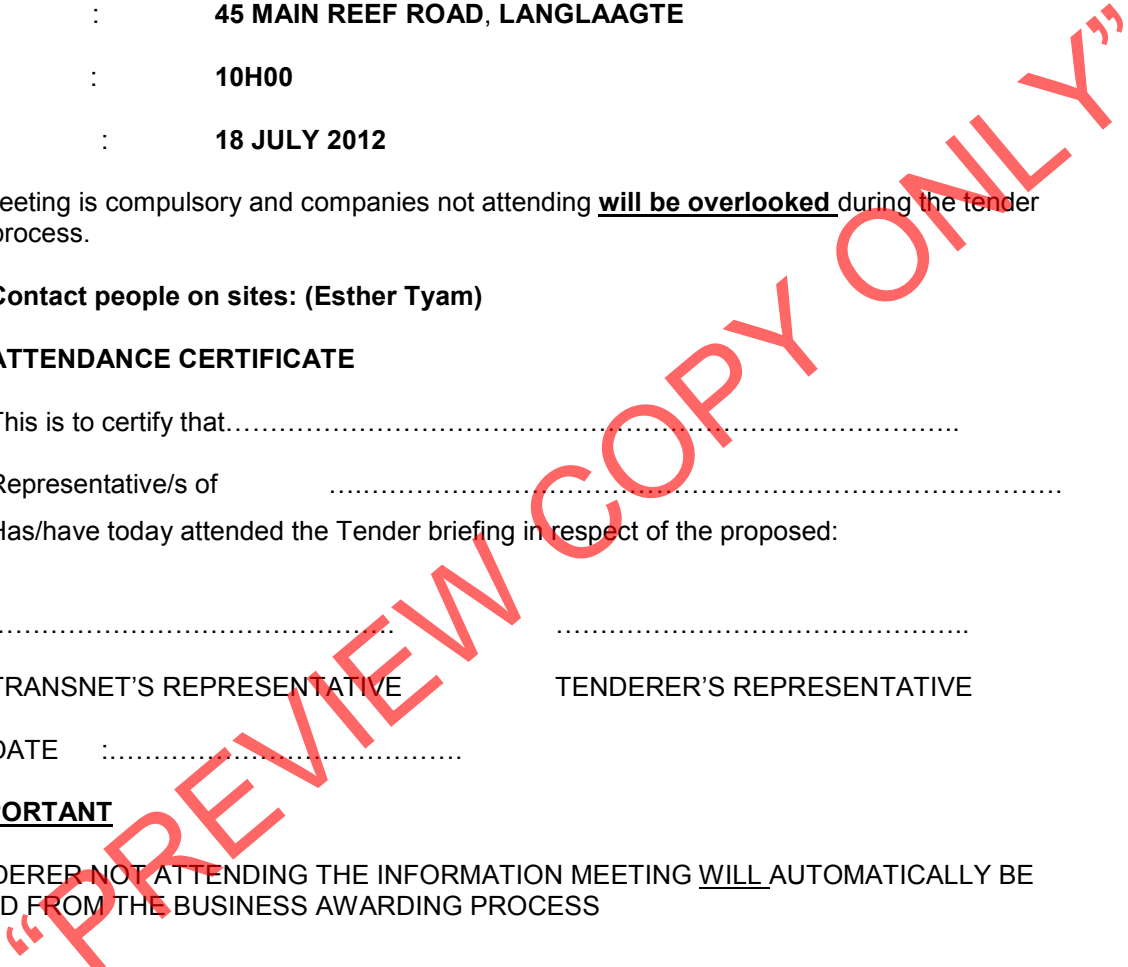 : 45 MAIN REEF ROAD, LANGLAAGTE
: 10H00
: 18 JULY 2012
eeting is compulsory and companies not attending will be overlooked during the tender
process.
Contact people on sites: (Esther Tyam)
ATTENDANCE CERTIFICATE
This is to certify that……………………………………………………………………..
Representative/s of ….………………………………………………………………….
Has/have today attended the Tender briefing in respect of the proposed:
…………………………………….. ………………………………………..
TRANSNET'S REPRESENTATIVE TENDERER'S REPRESENTATIVE
DATE :………………………………….
PORTANT
DERER NOT ATTENDING THE INFORMATION MEETING WILL AUTOMATICALLY BE
D FROM THE BUSINESS AWARDING PROCESS
“PREVIEW COPY ONLY”